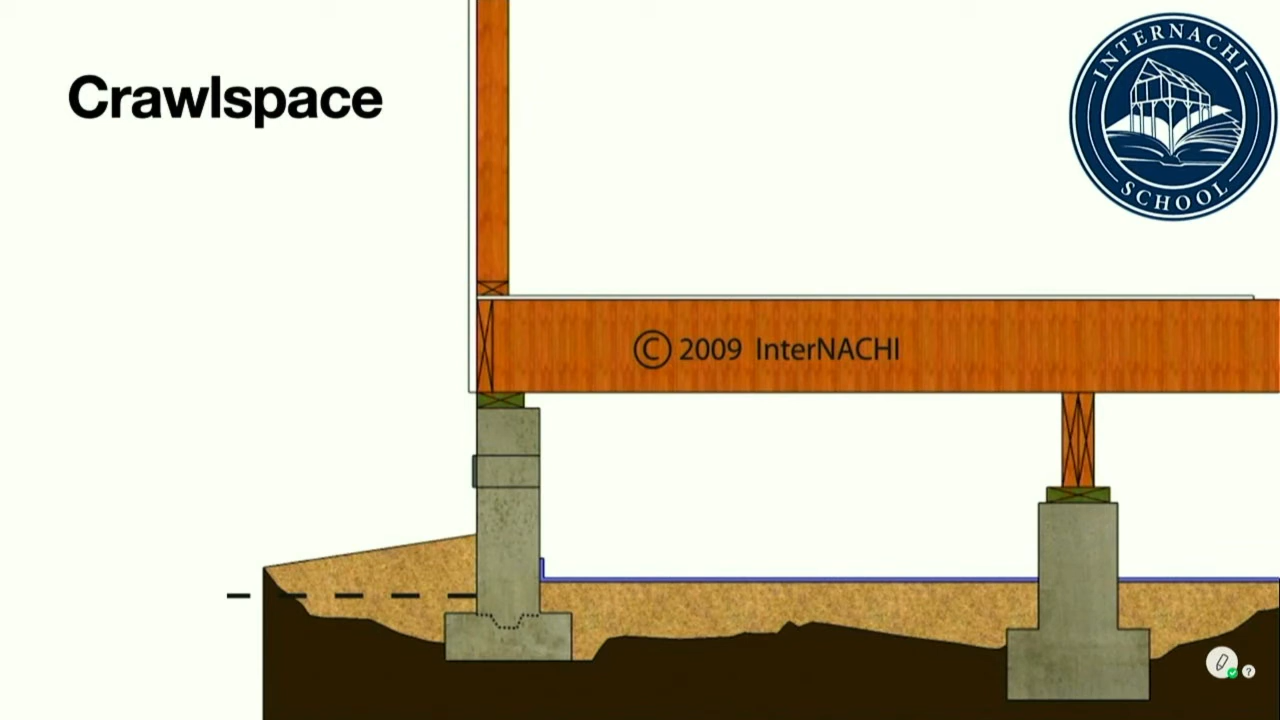 Crawlspace
INTERNACHI
SCHOOL
© 2009 InterNACHI
?